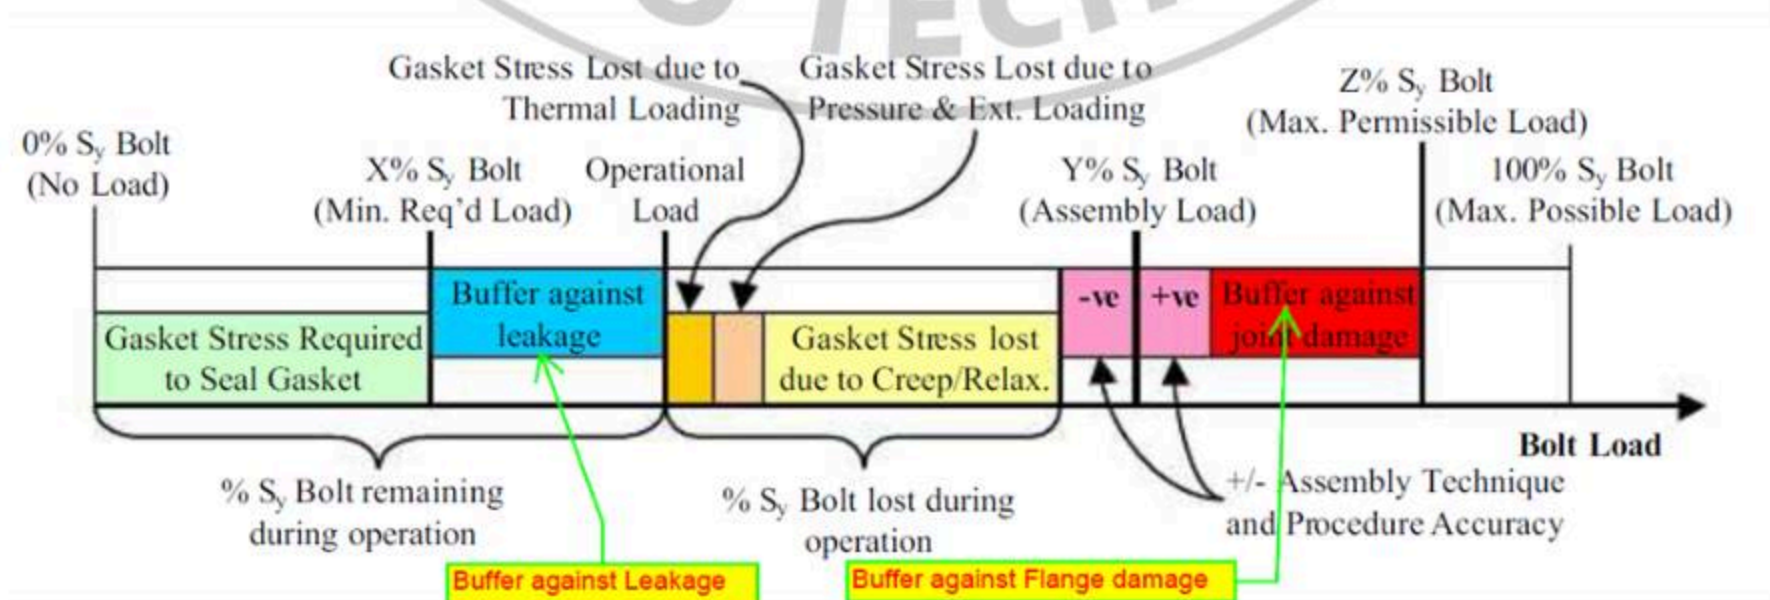 TECH
Gasket Stress Lost due to
Thermal Loading
Gasket Stress Lost due to
Pressure & Ext. Loading
Z% Sy Bolt
(Max. Permissible Load)
0% Sy Bolt
(No Load)
X% Sy Bolt
(Min. Req'd Load)
Operational
Load
Y% Sy Bolt
(Assembly Load)
100% Sy Bolt
(Max. Possible Load)
Gasket Stress Required
to Seal Gasket
Buffer against
leakage
Gasket Stress lost
due to Creep/Relax.
-ve
+ve
Buffer against
joint damage
Bolt Load
% Sy Bolt remaining
during operation
% Sy Bolt lost during
operation
+/- Assembly Technique
and Procedure Accuracy
Buffer against Leakage
Buffer against Flange damage